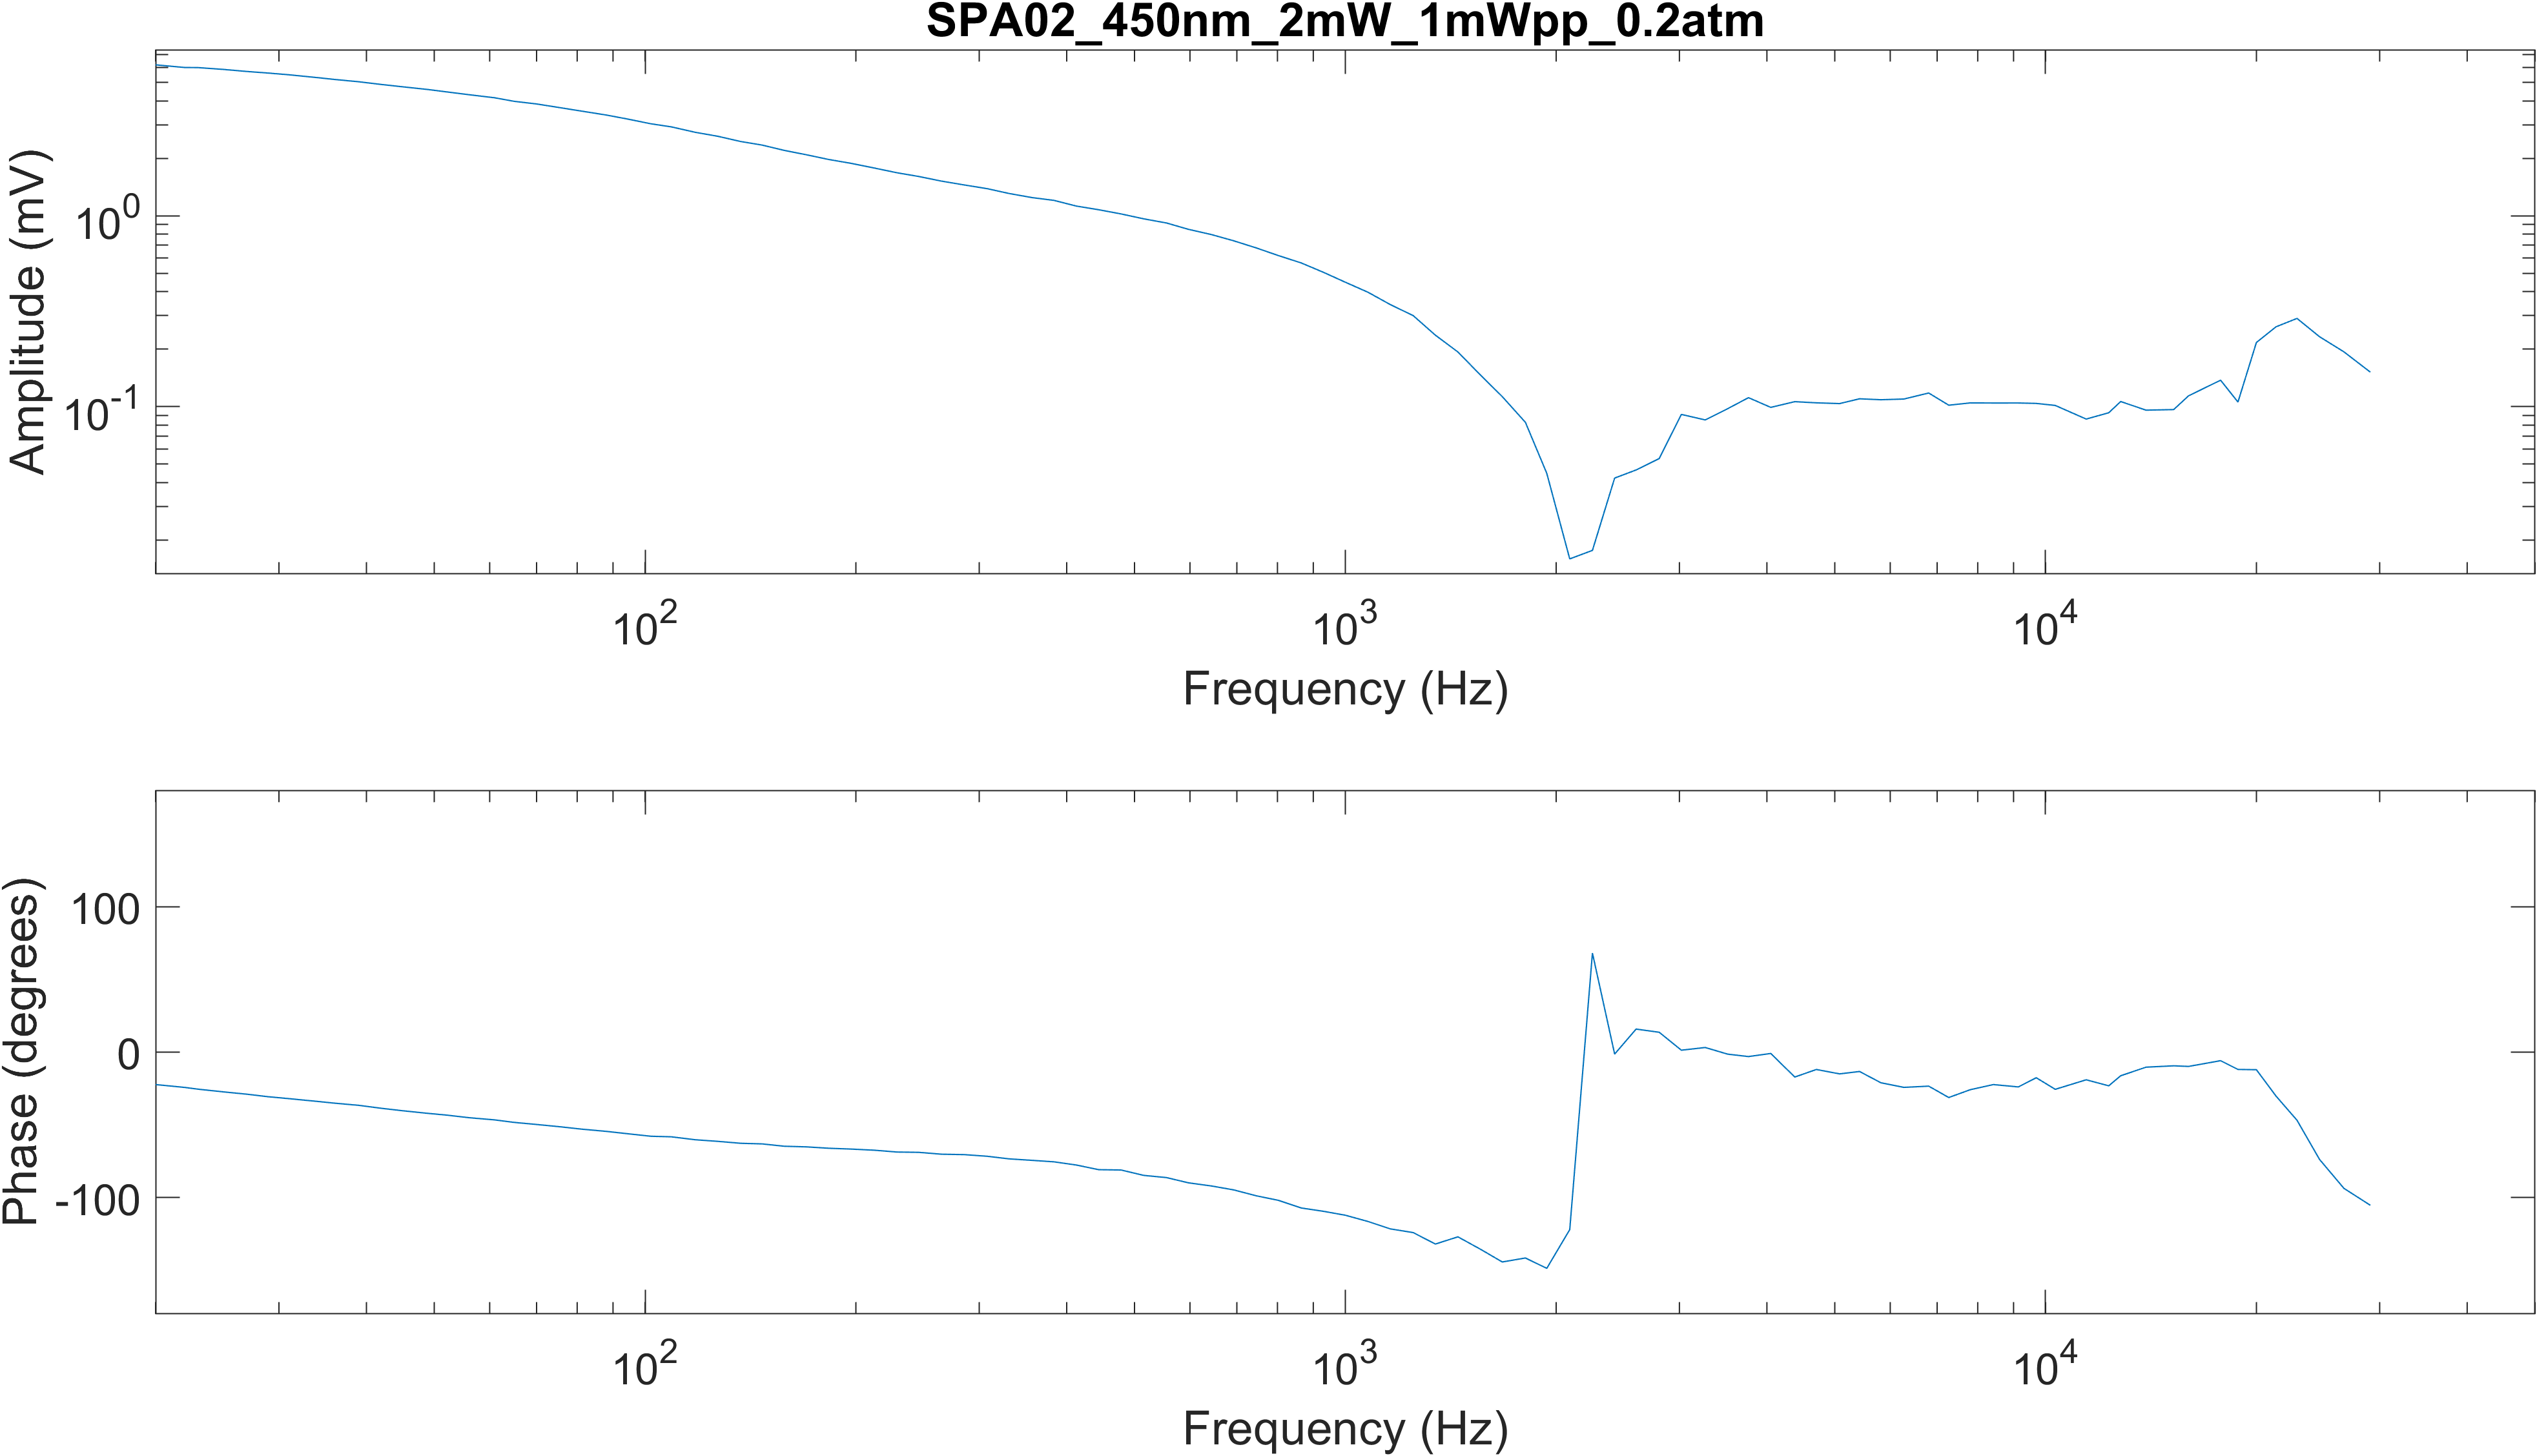 SPA02_450nm_2mW_1mWpp_0.2atm
Amplitude (mV)
10^0
10^-1
10^2
10^3
10^4
Frequency (Hz)
Phase (degrees)
100
0
-100
10^2
10^3
10^4
Frequency (Hz)